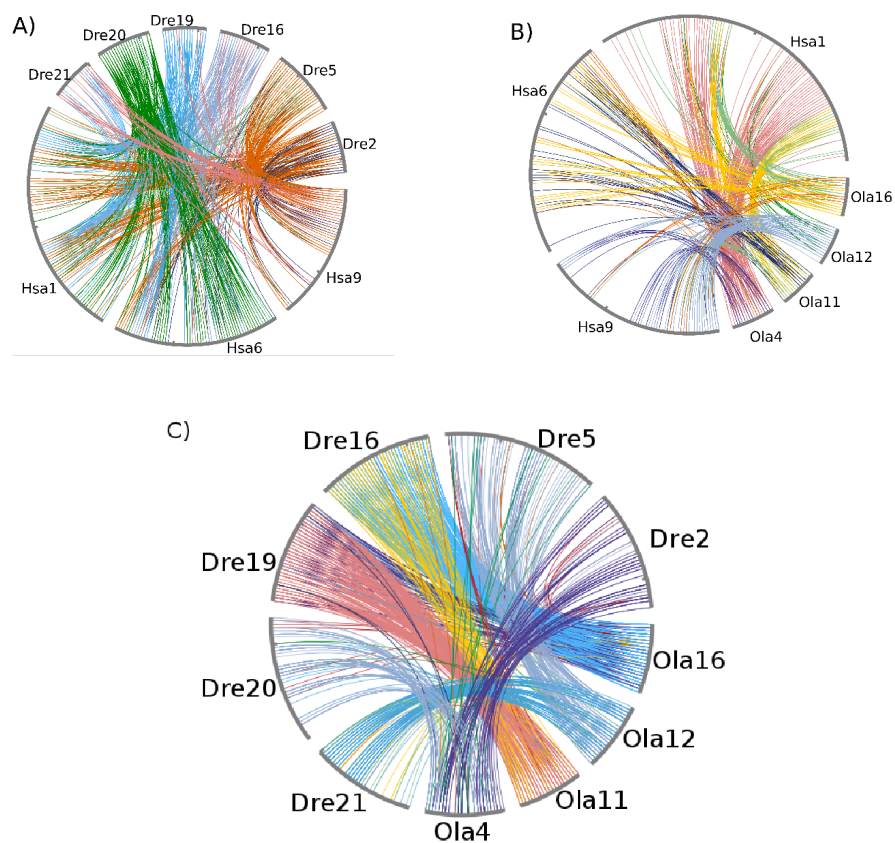 A)
Dre19
Dre20
Dre16
Dre21
Dre5
Dre2
Hsa1
Hsa9
Hsa6
B)
Hsa1
Hsa6
Ola16
Ola12
Ola11
Hsa9
Ola4
C)
Dre16
Dre5
Dre19
Dre2
Dre20
Ola16
Ola12
Dre21
Ola11
Ola4